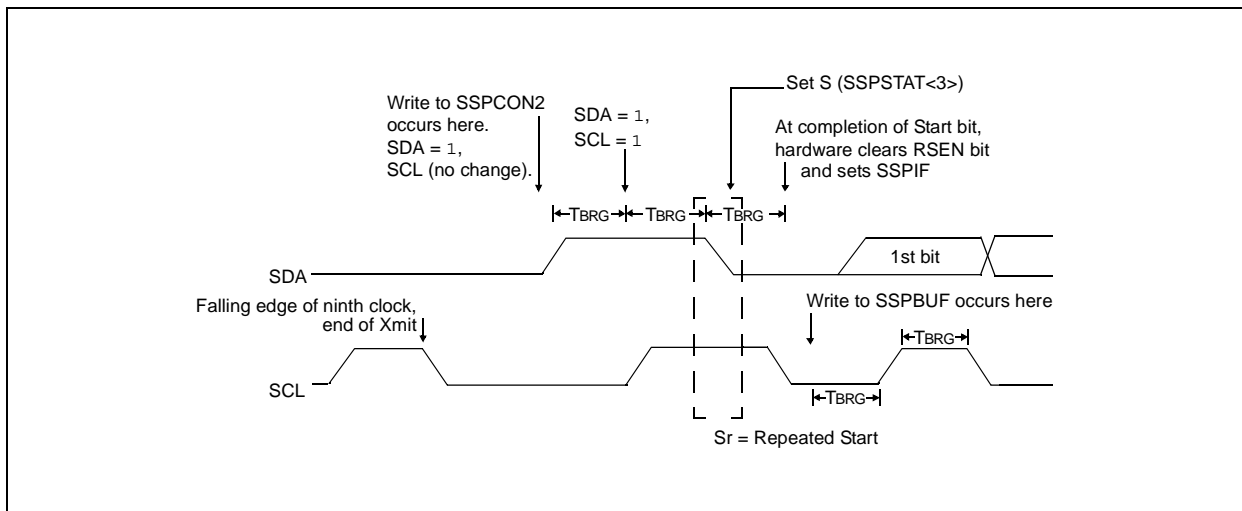 Set S (SSPSTAT<3>)
Write to SSPCON2
occurs here.
SDA = 1,
SCL (no change).
SDA = 1,
SCL = 1
At completion of Start bit,
hardware clears RSEN bit
and sets SSPIF
TBRG
TBRG
TBRG
SDA
1st bit
Falling edge of ninth clock,
end of Xmit
Write to SSPBUF occurs here
TBRG
SCL
TBRG
Sr = Repeated Start